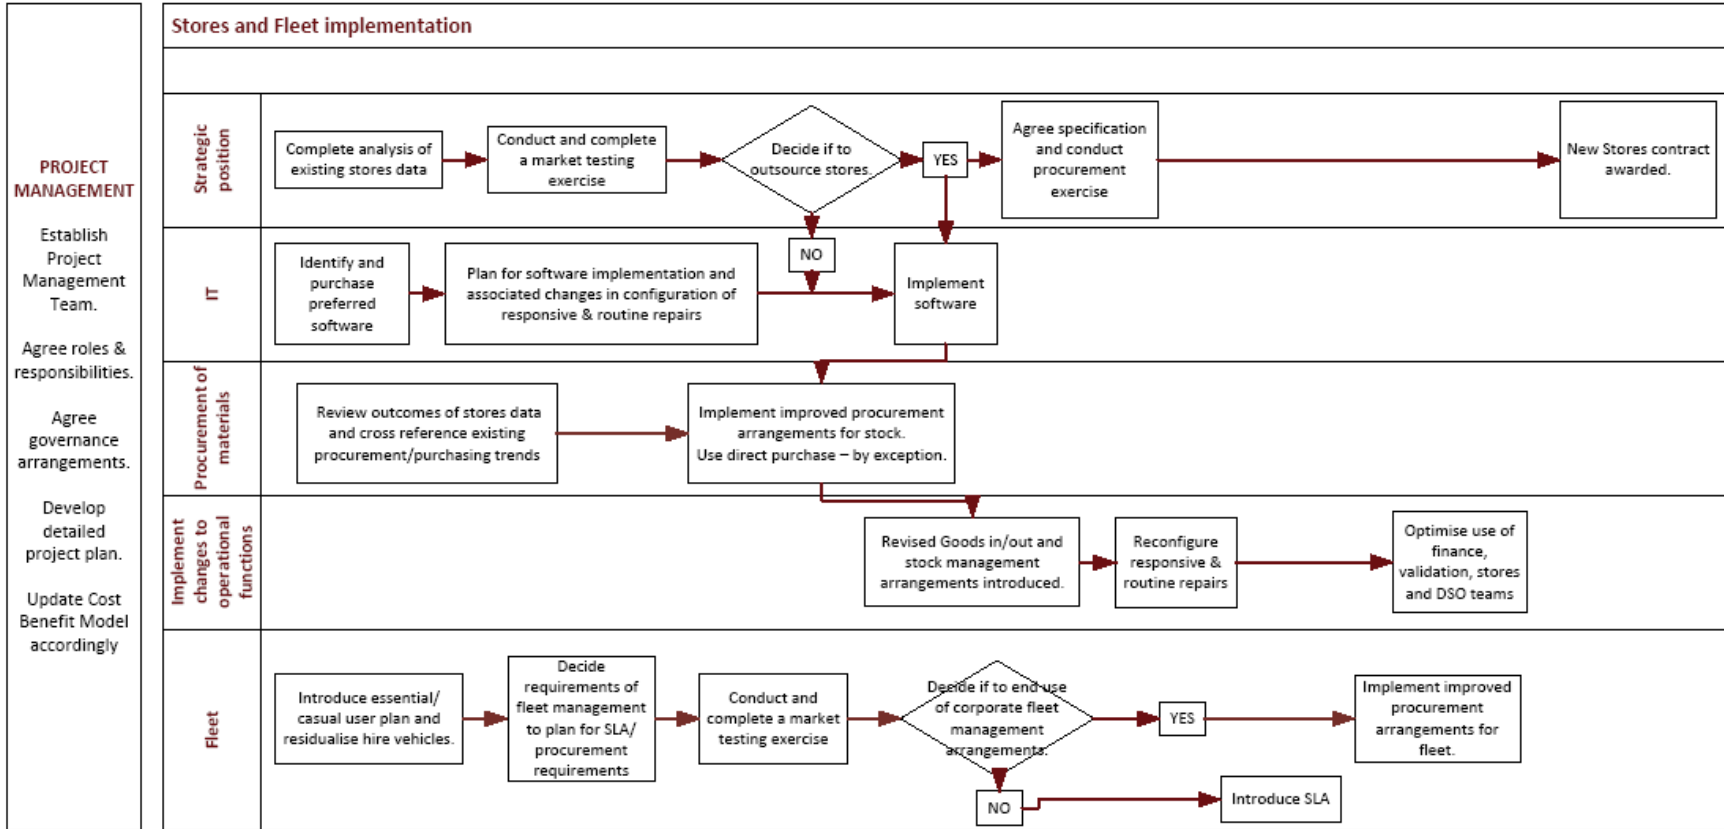 PROJECT
MANAGEMENT
Establish
Project
Management
Team.
Agree roles &
responsibilities.
Agree
governance
arrangements.
Develop
detailed
project plan.
Update Cost
Benefit Model
accordingly
Stores and Fleet implementation
Strategic
position
Complete analysis of
existing stores data
Conduct and complete
a market testing
exercise
Decide if to
outsource stores.
YES
Agree specification
and conduct
procurement
exercise
New Stores contract
awarded.
IT
Identify and
purchase
preferred
software
Plan for software implementation and
associated changes in configuration of
responsive & routine repairs
NO
Implement
software
Procurement of
materials
Review outcomes of stores data
and cross reference existing
procurement/purchasing trends
Implement improved procurement
arrangements for stock.
Use direct purchase – by exception.
Implement
changes to
operational
functions
Revised Goods in/out and
stock management
arrangements introduced.
Reconfigure
responsive &
routine repairs
Optimise use of
finance,
validation, stores
and DSO teams
Fleet
Introduce essential/
casual user plan and
residualise hire vehicles.
Decide
requirements of
fleet management
to plan for SLA/
procurement
requirements
Conduct and
complete a market
testing exercise
Decide if to end use
of corporate fleet
management
arrangements.
YES
Implement improved
procurement
arrangements for
fleet.
NO
Introduce SLA